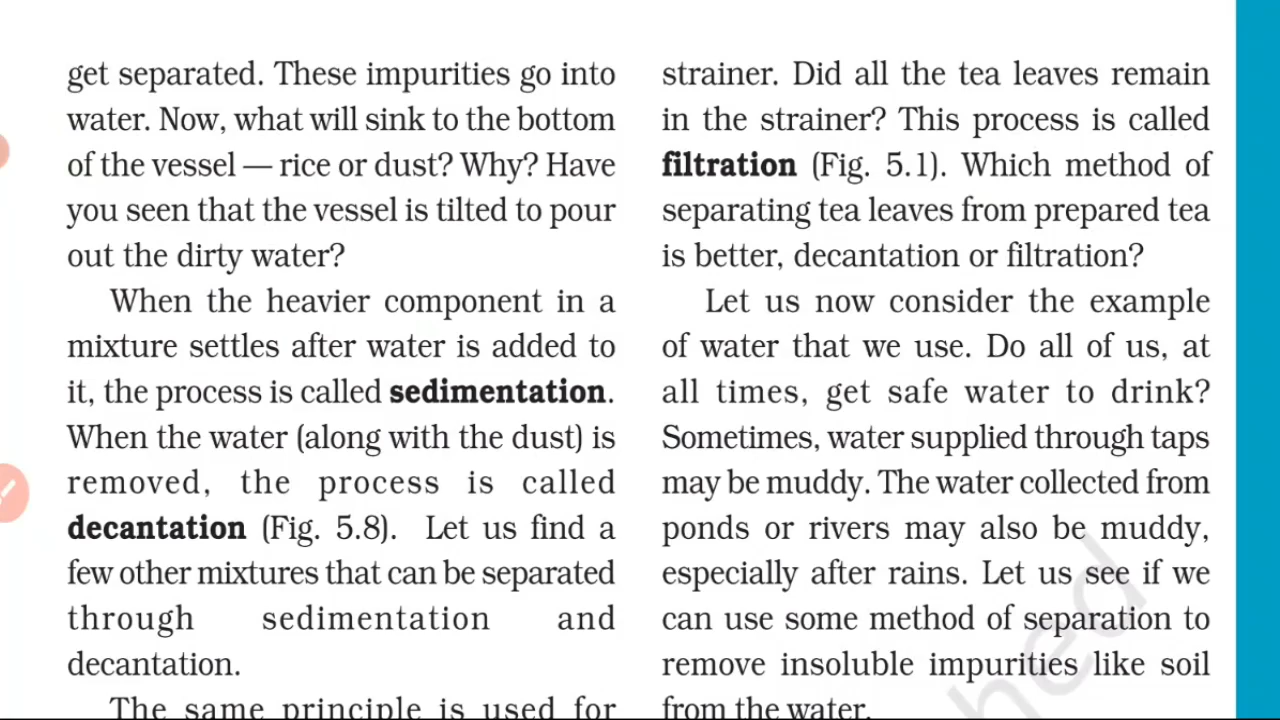 get separated. These impurities go into
water. Now, what will sink to the bottom
of the vessel — rice or dust? Why? Have
you seen that the vessel is tilted to pour
out the dirty water?
When the heavier component in a
mixture settles after water is added to
it, the process is called sedimentation.
When the water (along with the dust) is
removed, the process is called
decantation (Fig. 5.8). Let us find a
few other mixtures that can be separated
through sedimentation and
decantation.
The same principle is used for
strainer. Did all the tea leaves remain
in the strainer? This process is called
filtration (Fig. 5.1). Which method of
separating tea leaves from prepared tea
is better, decantation or filtration?
Let us now consider the example
of water that we use. Do all of us, at
all times, get safe water to drink?
Sometimes, water supplied through taps
may be muddy. The water collected from
ponds or rivers may also be muddy,
especially after rains. Let us see if we
can use some method of separation to
remove insoluble impurities like soil
from the water.